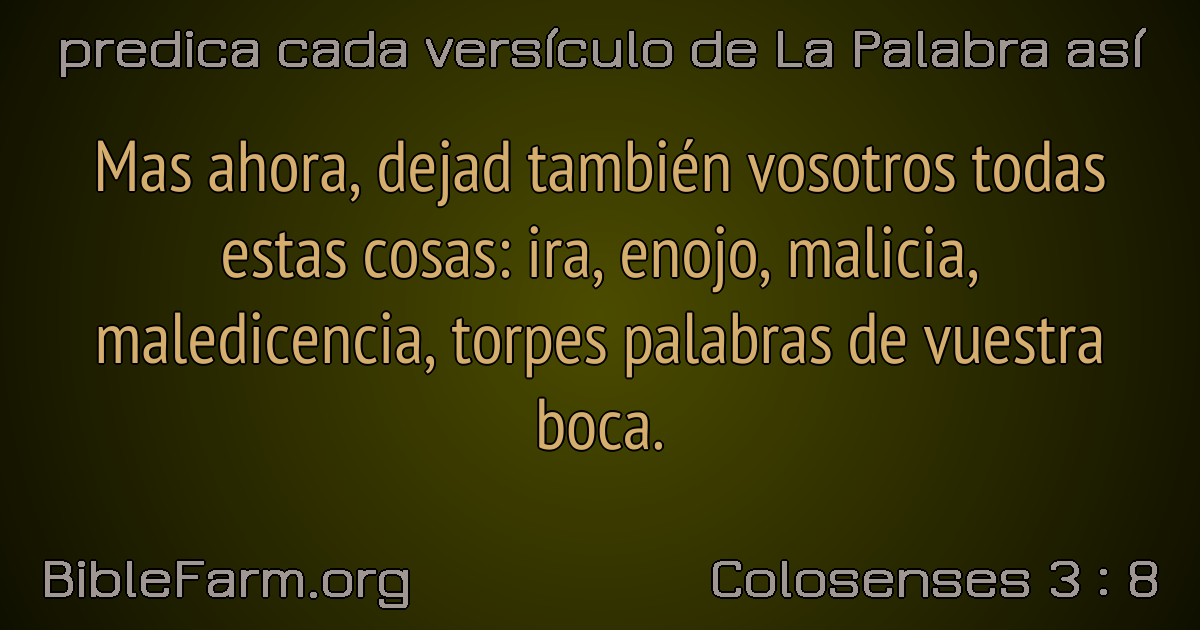 predica cada versículo de La Palabra así
Mas ahora, dejad también vosotros todas
estas cosas: ira, enojo, malicia,
maledicencia, torpes palabras de vuestra
boca.
BibleFarm.org
Colosenses 3 : 8